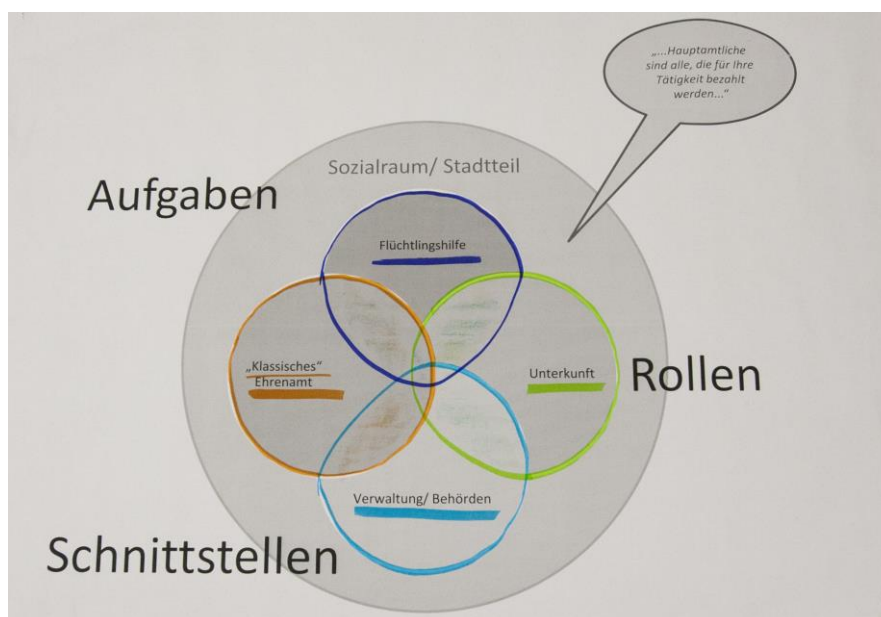 „...Hauptamtliche
sind alle, die für Ihre
Tätigkeit bezahlt
werden...“
Sozialraum/ Stadtteil
Aufgaben
Flüchtlingshilfe
„Klassisches“
Ehrenamt
Unterkunft
Rollen
Verwaltung/ Behörden
Schnittstellen